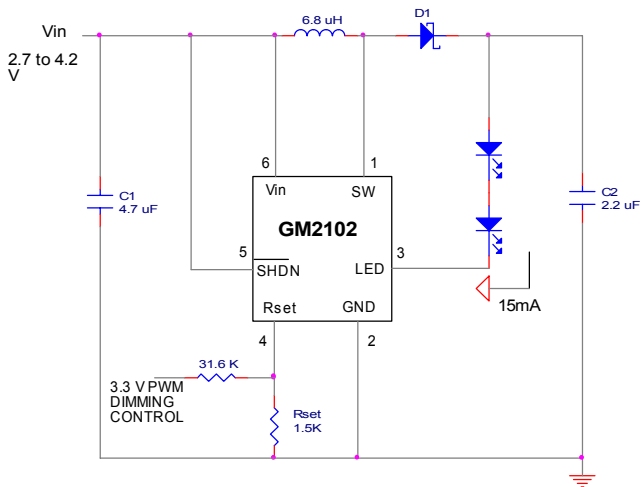 6.8 uH
D1
Vin
2.7 to 4.2
V
6
1
Vin
SW
C1
4.7 uF
C2
2.2 uF
GM2102
5
3
SHDN
LED
Rset
GND
15mA
4
2
31.6 K
3.3 V PWM
DIMMING
CONTROL
Rset
1.5K